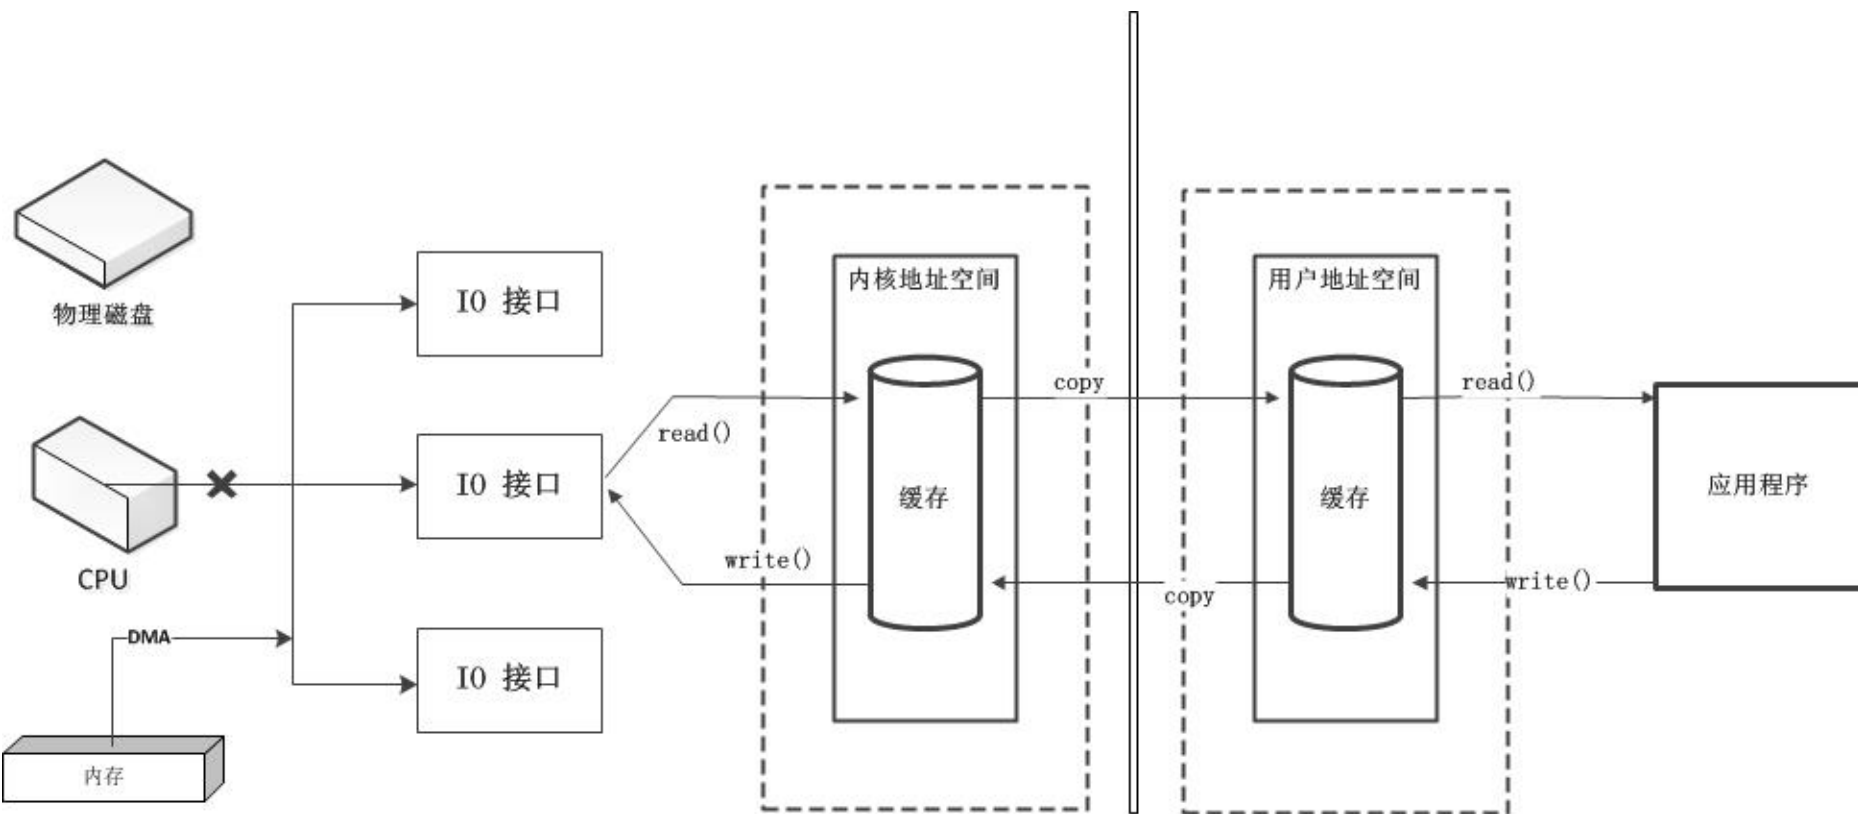 物理磁盘
CPU
DMA
内存
IO 接口
IO 接口
IO 接口
read()
write()
内核地址空间
缓存
copy
copy
用户地址空间
缓存
read()
write()
应用程序